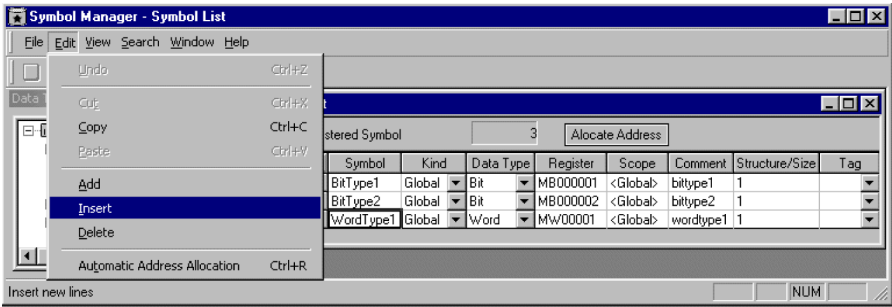 Symbol Manager - Symbol List
File Edit View Search Window Help
Undo Ctrl+Z
Data
Cut Ctrl+X
Copy Ctrl+C
Paste Ctrl+V
stered Symbol 3 Alocate Address
Symbol Kind Data Type Register Scope Comment Structure/Size Tag
Add
BitType1 Global Bit MB000001 <Global> bittype1 1
Insert
BitType2 Global Bit MB000002 <Global> bittype2 1
WordType1 Global Word MW00001 <Global> wordtype1 1
Delete
Automatic Address Allocation Ctrl+R
Insert new lines NUM